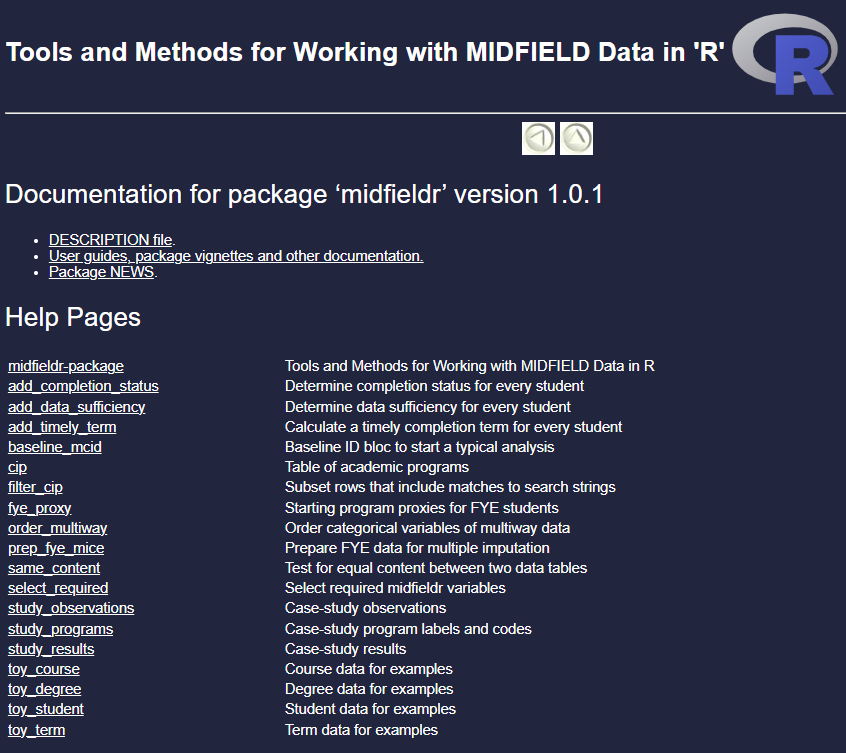 Tools and Methods for Working with MIDFIELD Data in 'R'
R
Documentation for package ‘midfieldr’ version 1.0.1
• DESCRIPTION file.
• User guides, package vignettes and other documentation.
• Package NEWS.
Help Pages
midfieldr-package Tools and Methods for Working with MIDFIELD Data in R
add_completion_status Determine completion status for every student
add_data_sufficiency Determine data sufficiency for every student
add_timely_term Calculate a timely completion term for every student
baseline_mcid Baseline ID bloc to start a typical analysis
cip Table of academic programs
filter_cip Subset rows that include matches to search strings
fye_proxy Starting program proxies for FYE students
order_multiway Order categorical variables of multiway data
prep_fye_mice Prepare FYE data for multiple imputation
same_content Test for equal content between two data tables
select_required Select required midfieldr variables
study_observations Case-study observations
study_programs Case-study program labels and codes
study_results Case-study results
toy_course Course data for examples
toy_degree Degree data for examples
toy_student Student data for examples
toy_term Term data for examples